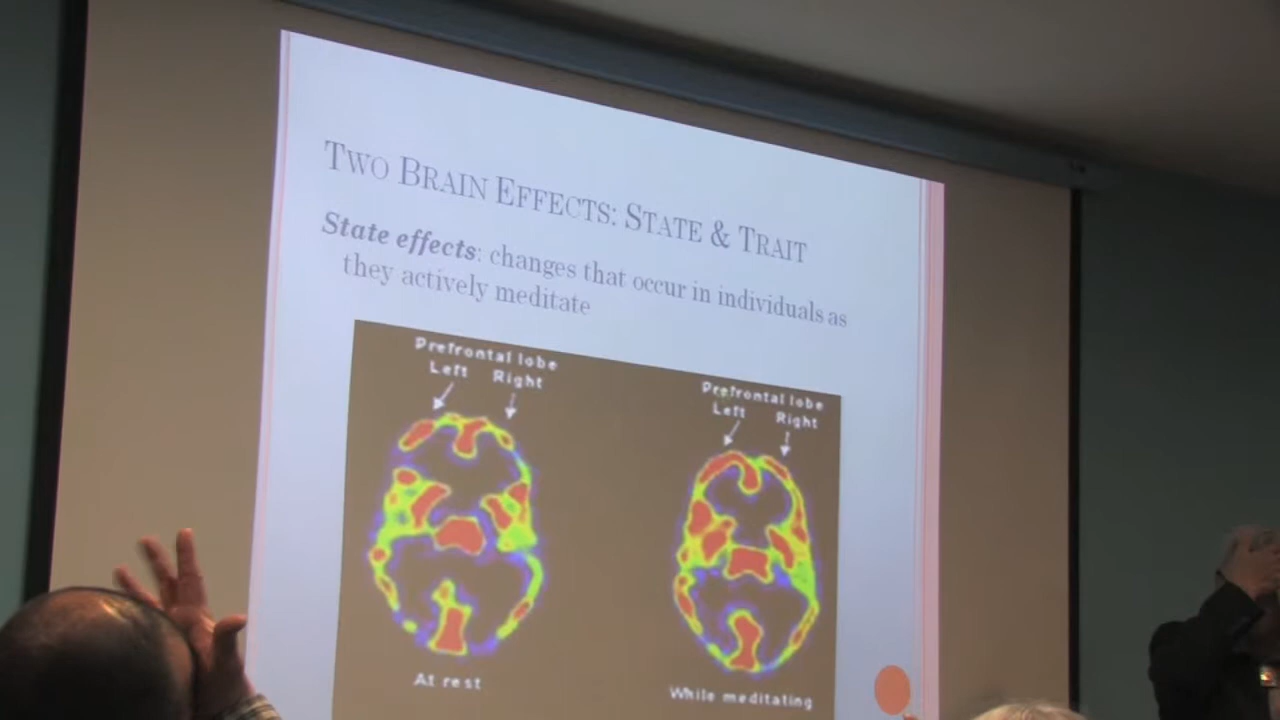 TWO BRAIN EFFECTS: STATE & TRAIT
State effects: changes that occur in individuals as
they actively meditate
Prefrontal lobe
Left Right
Prefrontal lobe
Left Right
At rest
While meditating